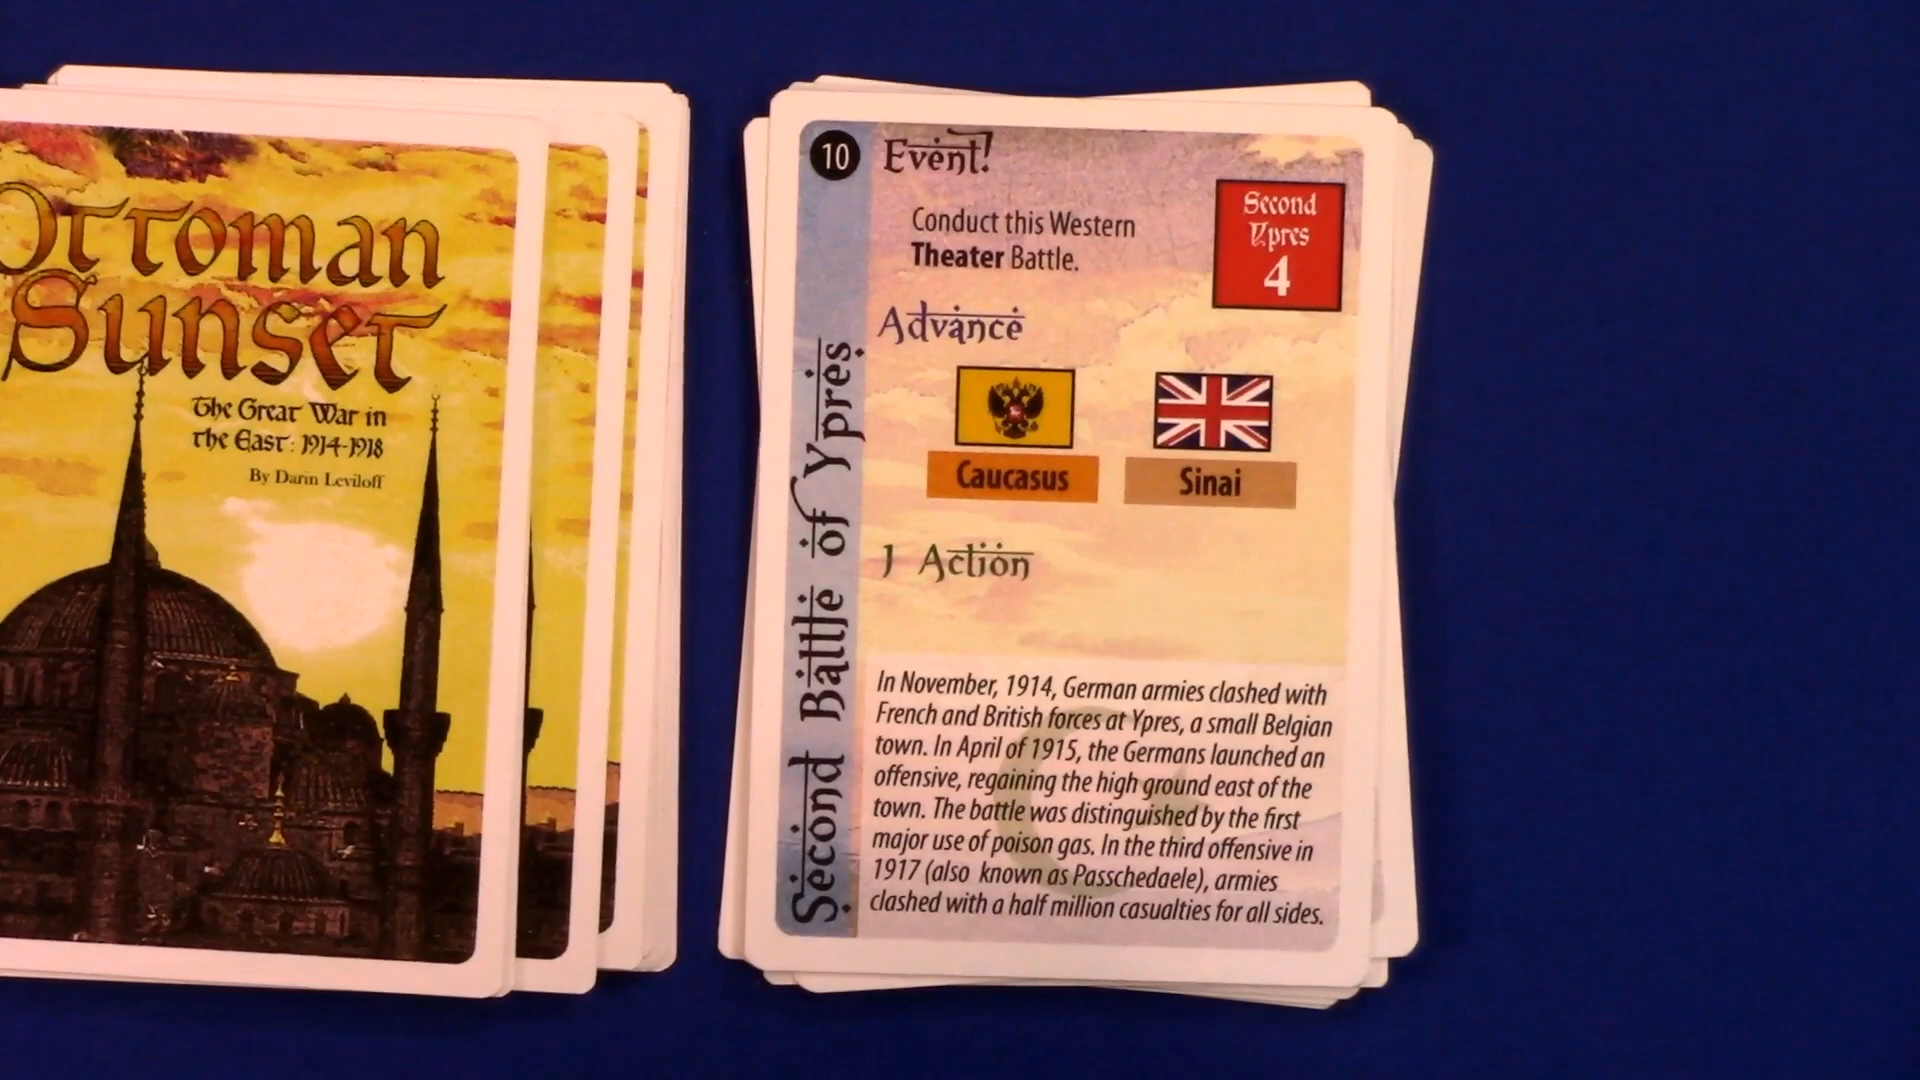 Ottoman
Sunset
The Great War in
the East: 1914-1918
By Darin Leviloff
10
Event!
Conduct this Western
Theater Battle.
Second
Ypres
4
Advance
Caucasus
Sinai
1 Action
Second Battle of Ypres
In November, 1914, German armies clashed with
French and British forces at Ypres, a small Belgian
town. In April of 1915, the Germans launched an
offensive, regaining the high ground east of the
town. The battle was distinguished by the first
major use of poison gas. In the third offensive in
1917 (also known as Passchedaele), armies
clashed with a half million casualties for all sides.